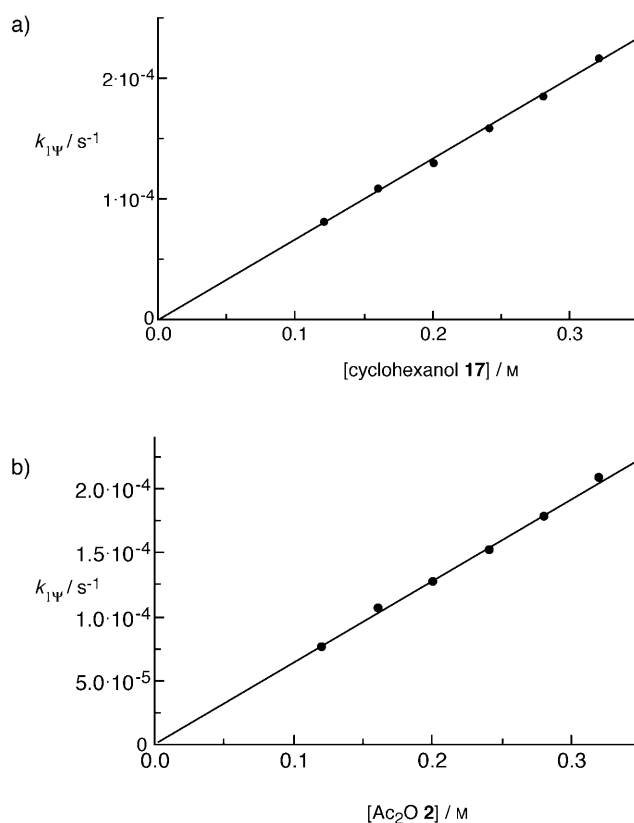 a)
2·10⁻⁴
k₁Ψ / s⁻¹
1·10⁻⁴
0
0.0 0.1 0.2 0.3
[cyclohexanol 17] / M
b)
2.0·10⁻⁴
1.5·10⁻⁴
k₁Ψ / s⁻¹
1.0·10⁻⁴
5.0·10⁻⁵
0
0.0 0.1 0.2 0.3
[Ac₂O 2] / M